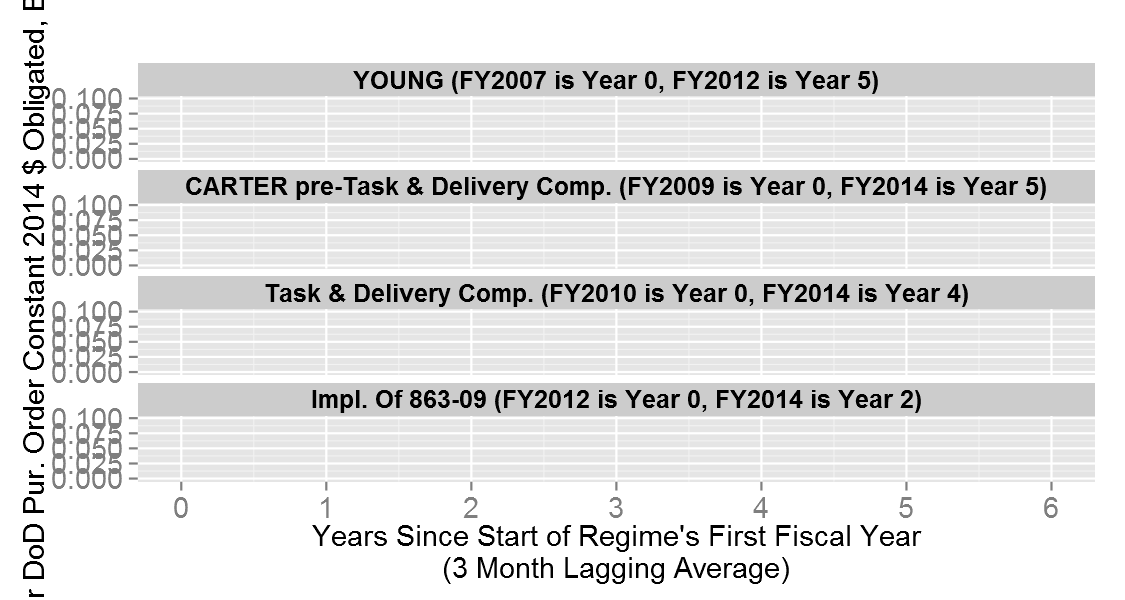 DoD Pur. Order Constant 2014 $ Obligated,
YOUNG (FY2007 is Year 0, FY2012 is Year 5)
0.100
0.075
0.050
0.025
0.000
CARTER pre-Task & Delivery Comp. (FY2009 is Year 0, FY2014 is Year 5)
0.100
0.075
0.050
0.025
0.000
Task & Delivery Comp. (FY2010 is Year 0, FY2014 is Year 4)
0.100
0.075
0.050
0.025
0.000
Impl. Of 863-09 (FY2012 is Year 0, FY2014 is Year 2)
0.100
0.075
0.050
0.025
0.000
0 1 2 3 4 5 6
Years Since Start of Regime's First Fiscal Year
(3 Month Lagging Average)